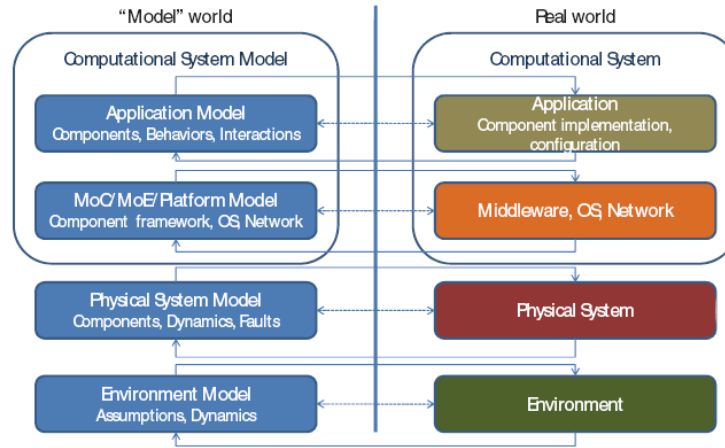 “Model” world
Real world
Computational System Model
Computational System
Application Model
Components, Behaviors, Interactions
Application
Component implementation,
configuration
MoC/MoE/Platform Model
Component framework, OS, Network
Middleware, OS, Network
Physical System Model
Components, Dynamics, Faults
Physical System
Environment Model
Assumptions, Dynamics
Environment